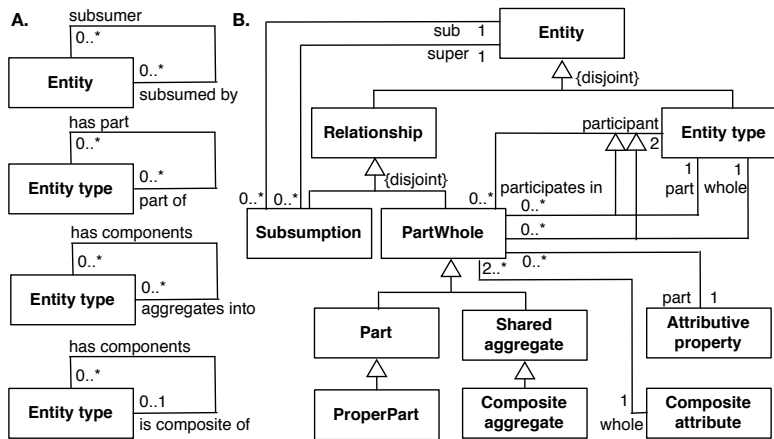 A.
subsumer
0..*
Entity
0..*
subsumed by
has part
0..*
Entity type
0..*
part of
has components
0..*
Entity type
0..*
aggregates into
has components
0..*
Entity type
0..1
is composite of
B.
sub 1
super 1
Entity
{disjoint}
Relationship
participant
2
Entity type
{disjoint}
1
part
1
whole
participates in
0..*
0..*
0..*
0..*
0..*
Subsumption
PartWhole
2..*
0..*
Part
Shared
aggregate
part 1
Attributive
property
ProperPart
Composite
aggregate
1
whole
Composite
attribute